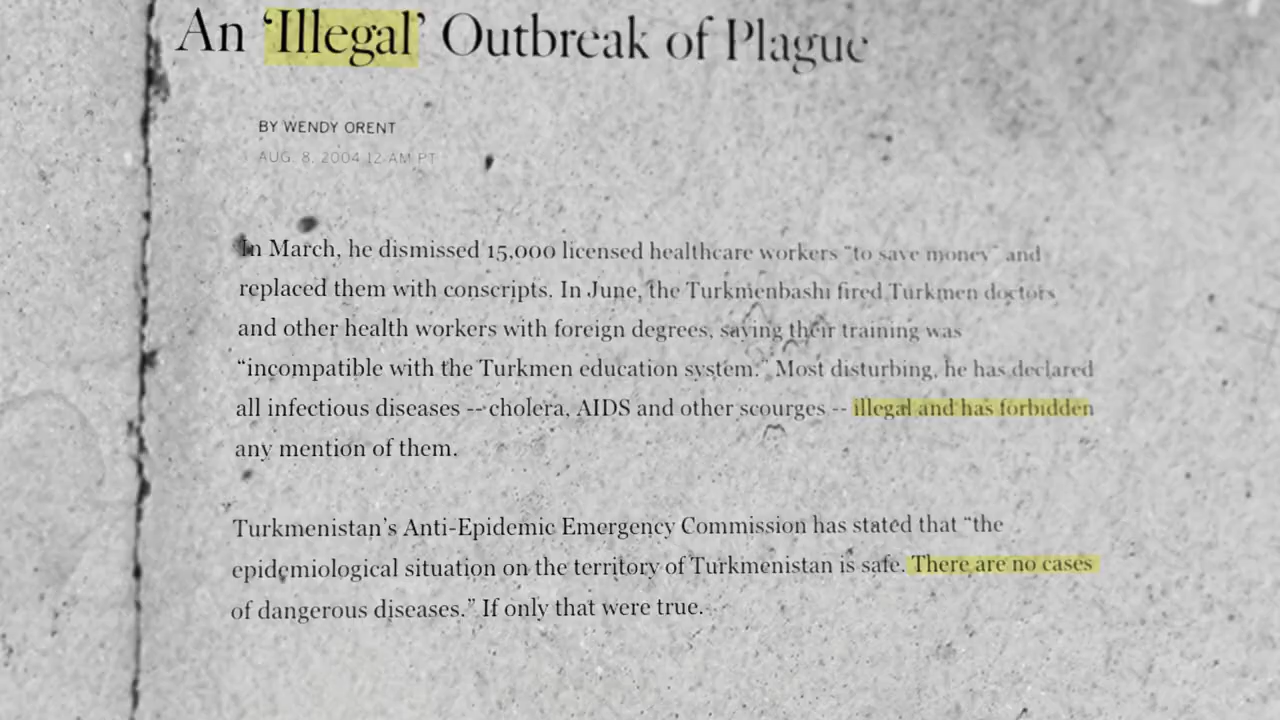 An ‘Illegal’ Outbreak of Plague
BY WENDY ORENT
AUG. 8, 2004 12 AM PT
In March, he dismissed 15,000 licensed healthcare workers “to save money” and
replaced them with conscripts. In June, the Turkmenbashi fired Turkmen doctors
and other health workers with foreign degrees, saying their training was
“incompatible with the Turkmen education system.” Most disturbing, he has declared
all infectious diseases -- cholera, AIDS and other scourges -- illegal and has forbidden
any mention of them.
Turkmenistan’s Anti-Epidemic Emergency Commission has stated that “the
epidemiological situation on the territory of Turkmenistan is safe. There are no cases
of dangerous diseases.” If only that were true.